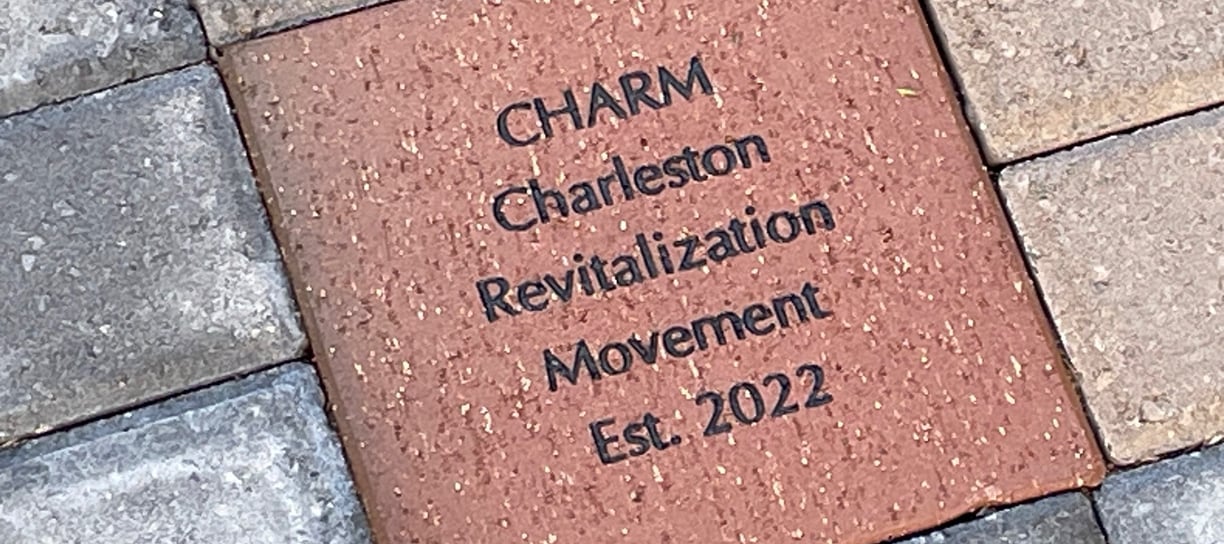 CHARM
Charleston
Revitalization
Movement
Est. 2022